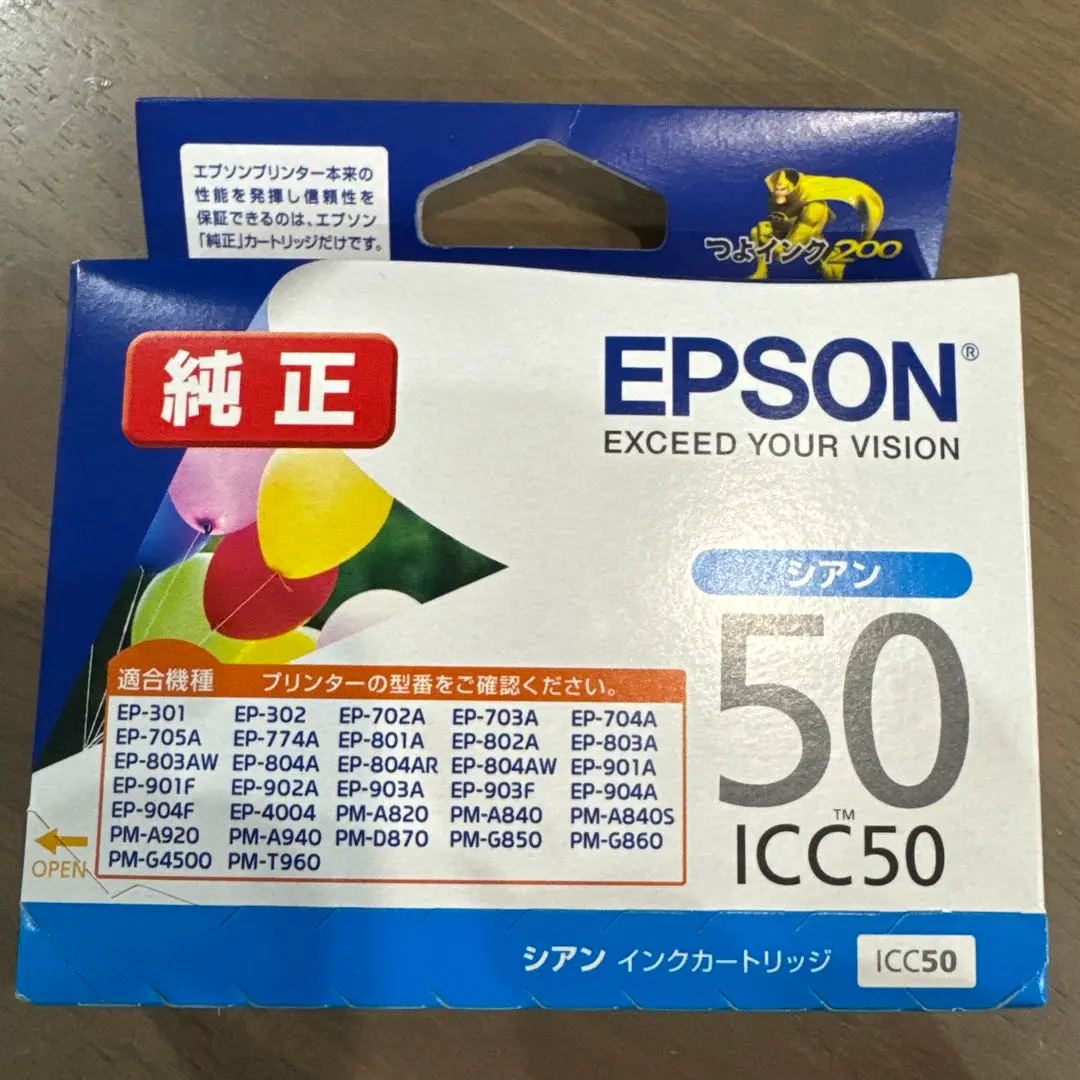 エプソンプリンター本来の
性能を発揮し信頼性を
保証できるのは、エプソン
「純正」カートリッジだけです。
つよインク200
純正
EPSON®
EXCEED YOUR VISION
シアン
50
ICC50™
適合機種 プリンターの型番をご確認ください。
EP-301 EP-302 EP-702A EP-703A EP-704A
EP-705A EP-774A EP-801A EP-802A EP-803A
EP-803AW EP-804A EP-804AR EP-804AW EP-901A
EP-901F EP-902A EP-903A EP-903F EP-904A
EP-904F EP-4004 PM-A820 PM-A840 PM-A840S
PM-A920 PM-A940 PM-D870 PM-G850 PM-G860
PM-G4500 PM-T960
OPEN
シアン インクカートリッジ ICC50